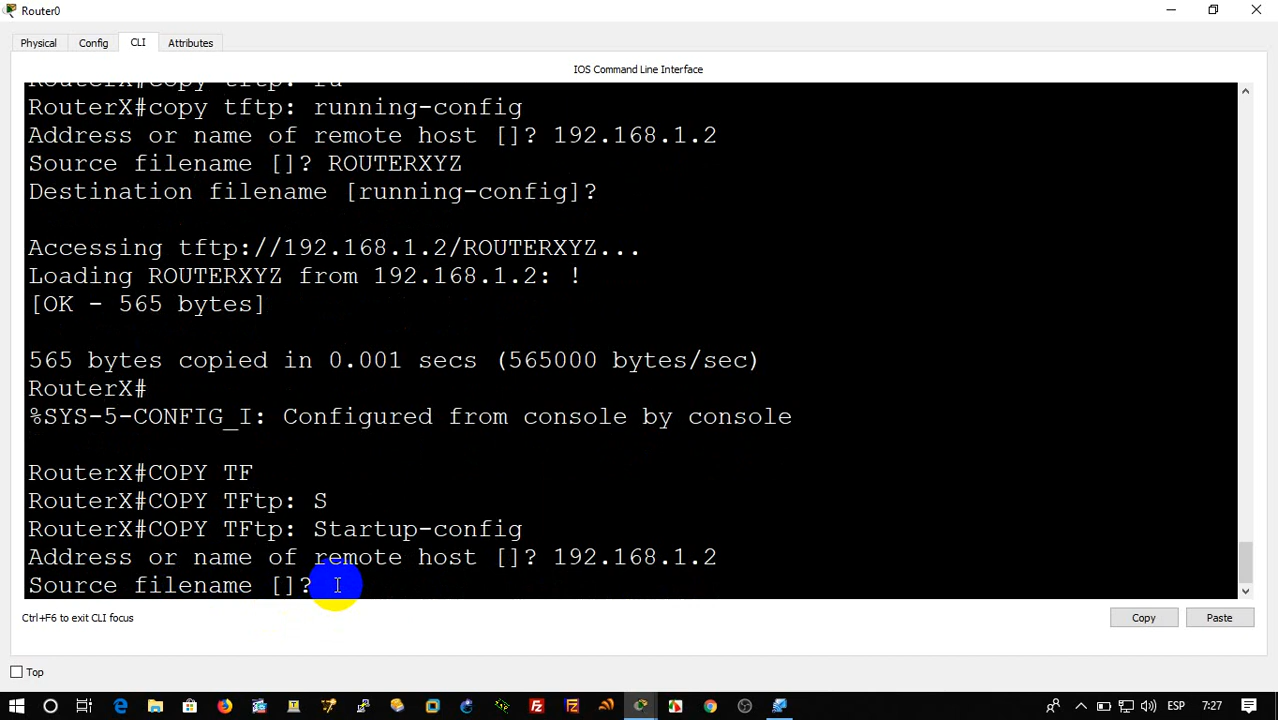 Router0
Physical Config CLI Attributes
IOS Command Line Interface
RouterX#copy tftp: ru
RouterX#copy tftp: running-config
Address or name of remote host []? 192.168.1.2
Source filename []? ROUTERXYZ
Destination filename [running-config]?
Accessing tftp://192.168.1.2/ROUTERXYZ...
Loading ROUTERXYZ from 192.168.1.2: !
[OK - 565 bytes]
565 bytes copied in 0.001 secs (565000 bytes/sec)
RouterX#
%SYS-5-CONFIG_I: Configured from console by console
RouterX#COPY TF
RouterX#COPY TFtp: S
RouterX#COPY TFtp: Startup-config
Address or name of remote host []? 192.168.1.2
Source filename []?
Ctrl+F6 to exit CLI focus
Copy Paste
Top
ESP 7:27